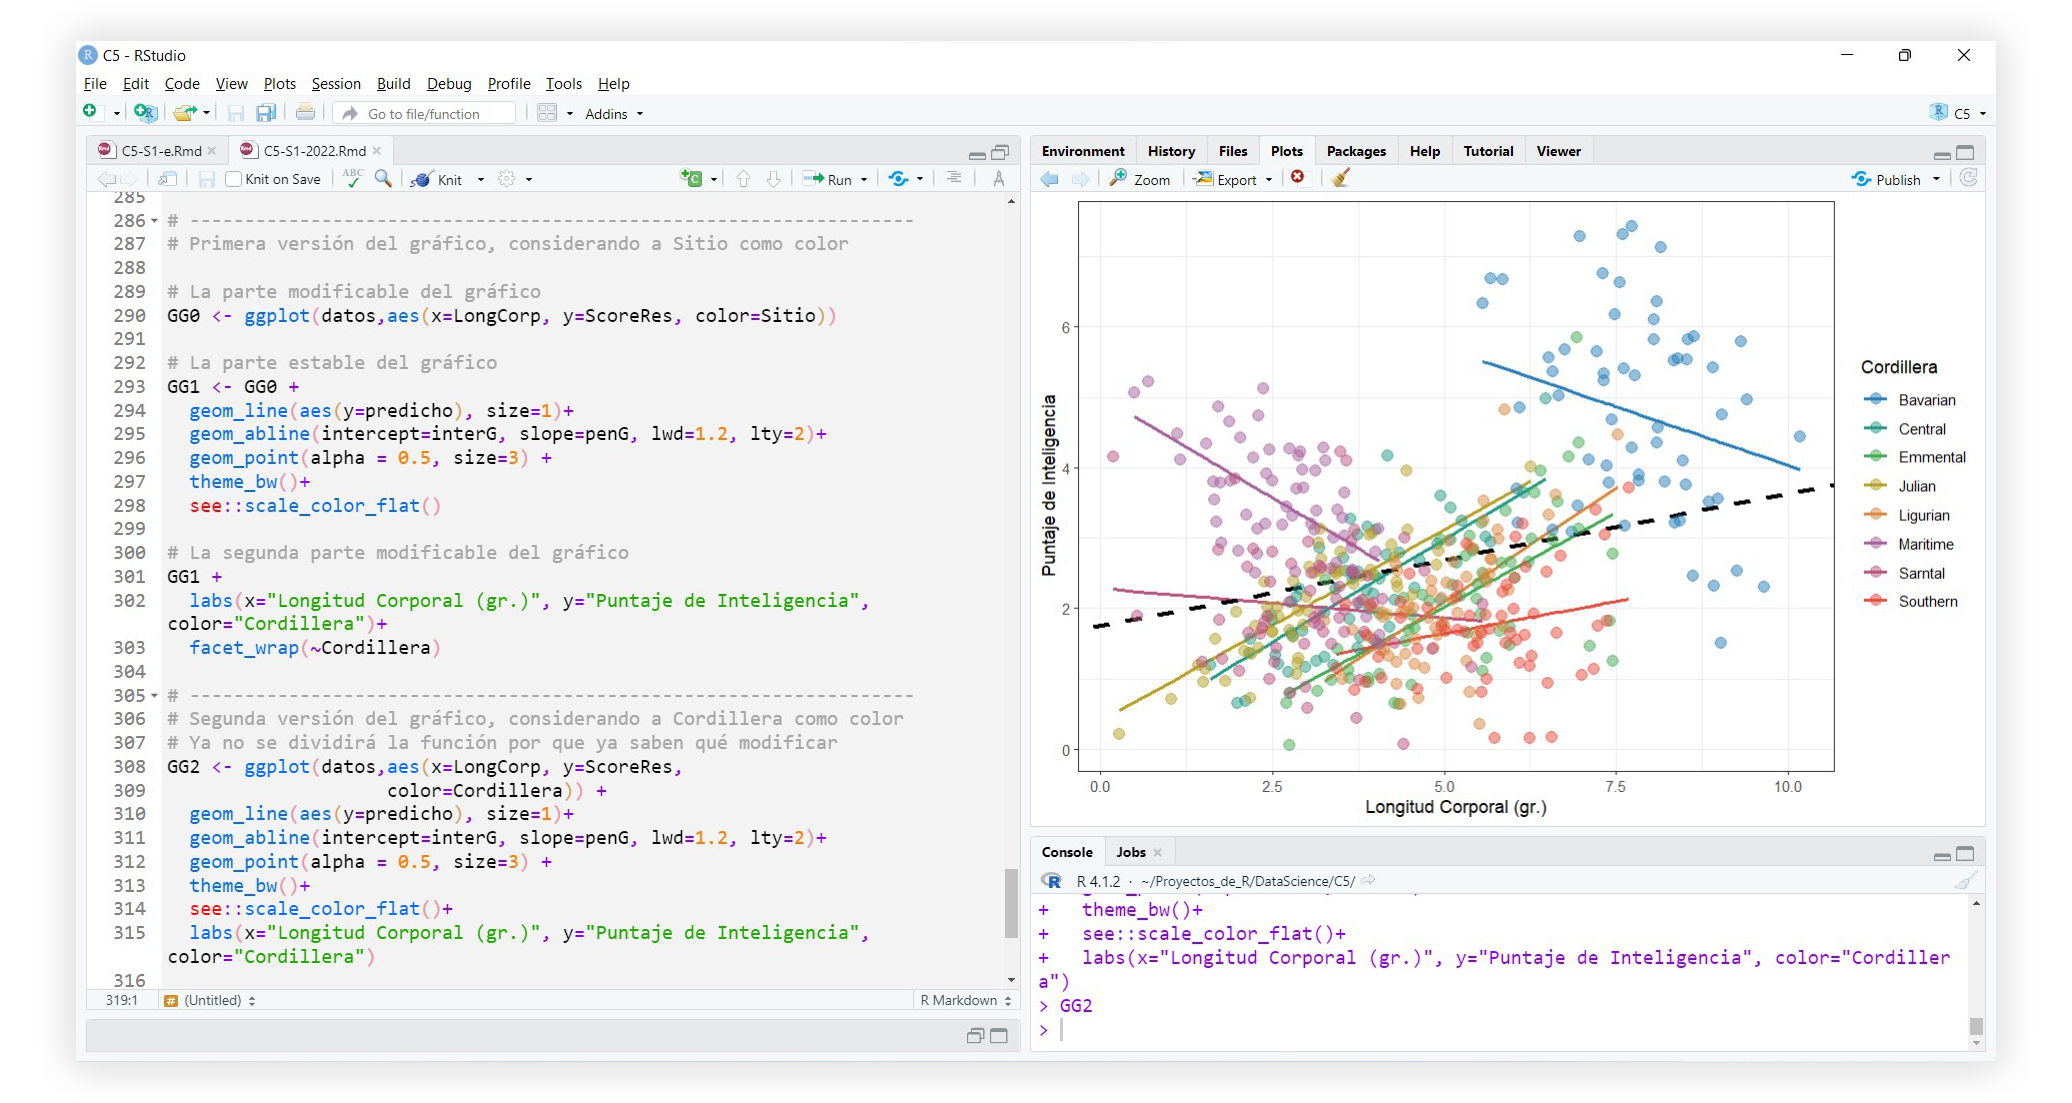 C5 - RStudio
File Edit Code View Plots Session Build Debug Profile Tools Help
Go to file/function Addins C5
C5-S1-e.Rmd C5-S1-2022.Rmd
Knit on Save ABC Knit Run
285
286 # ------------------------------------------------------------------
287 # Primera versión del gráfico, considerando a Sitio como color
288
289 # La parte modificable del gráfico
290 GG0 <- ggplot(datos,aes(x=LongCorp, y=ScoreRes, color=Sitio))
291
292 # La parte estable del gráfico
293 GG1 <- GG0 +
294 geom_line(aes(y=predicho), size=1)+
295 geom_abline(intercept=interG, slope=penG, lwd=1.2, lty=2)+
296 geom_point(alpha = 0.5, size=3) +
297 theme_bw()+
298 see::scale_color_flat()
299
300 # La segunda parte modificable del gráfico
301 GG1 +
302 labs(x="Longitud Corporal (gr.)", y="Puntaje de Inteligencia",
color="Cordillera")+
303 facet_wrap(~Cordillera)
304
305 # ------------------------------------------------------------------
306 # Segunda versión del gráfico, considerando a Cordillera como color
307 # Ya no se dividirá la función por que ya saben qué modificar
308 GG2 <- ggplot(datos,aes(x=LongCorp, y=ScoreRes,
309 color=Cordillera)) +
310 geom_line(aes(y=predicho), size=1)+
311 geom_abline(intercept=interG, slope=penG, lwd=1.2, lty=2)+
312 geom_point(alpha = 0.5, size=3) +
313 theme_bw()+
314 see::scale_color_flat()+
315 labs(x="Longitud Corporal (gr.)", y="Puntaje de Inteligencia",
color="Cordillera")
316
319:1 # (Untitled) R Markdown
Environment History Files Plots Packages Help Tutorial Viewer
Zoom Export Publish
Puntaje de Inteligencia
6
4
2
0
0.0 2.5 5.0 7.5 10.0
Longitud Corporal (gr.)
Cordillera
Bavarian
Central
Emmental
Julian
Ligurian
Maritime
Sarntal
Southern
Console Jobs
R 4.1.2 · ~/Proyectos_de_R/DataScience/C5/
+ theme_bw()+
+ see::scale_color_flat()+
+ labs(x="Longitud Corporal (gr.)", y="Puntaje de Inteligencia", color="Cordiller
a")
> GG2
>